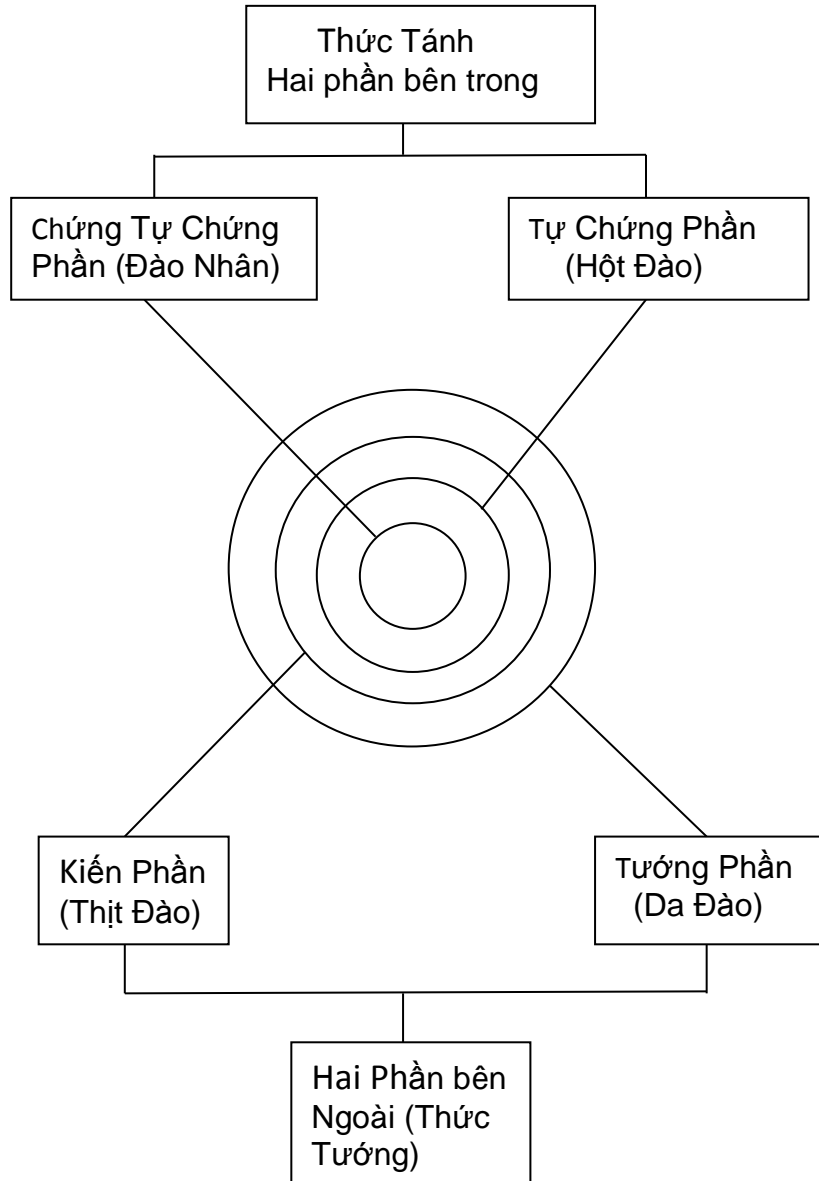 Thức Tánh
Hai phần bên trong
Chứng Tự Chứng
Phần (Đào Nhân)
Tự Chứng Phần
(Hột Đào)
Kiến Phần
(Thịt Đào)
Tướng Phần
(Da Đào)
Hai Phần bên
Ngoài (Thức
Tướng)